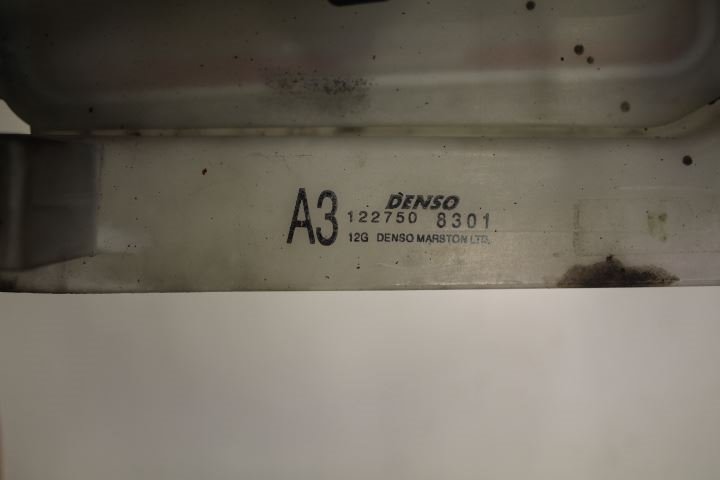 A3
DENSO
122750 8301
12G DENSO MARSTON LTD.